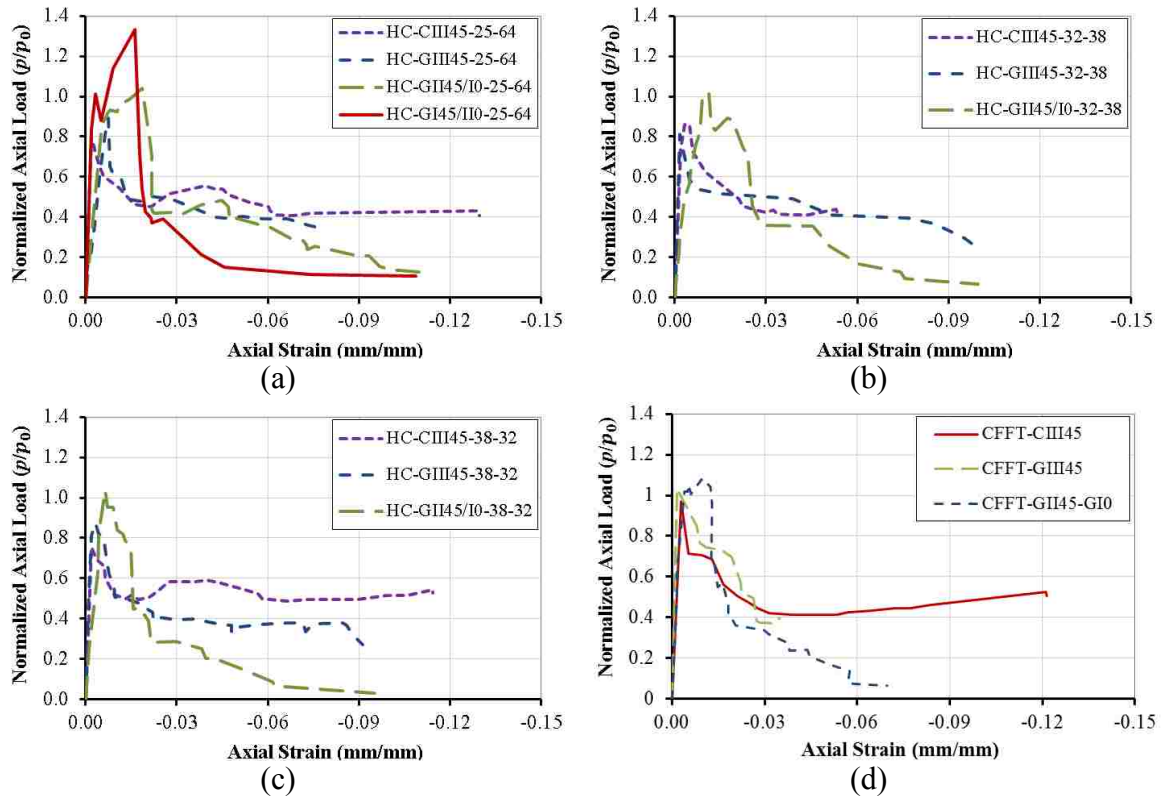 Normalized Axial Load (p/p0)
1.4
1.2
1.0
0.8
0.6
0.4
0.2
0.0
HC-CIII45-25-64
HC-GIII45-25-64
HC-GII45/I0-25-64
HC-GI45/II0-25-64
0.00 -0.03 -0.06 -0.09 -0.12 -0.15
Axial Strain (mm/mm)
(a)
Normalized Axial Load (p/p0)
1.4
1.2
1.0
0.8
0.6
0.4
0.2
0.0
HC-CIII45-32-38
HC-GIII45-32-38
HC-GII45/I0-32-38
0.00 -0.03 -0.06 -0.09 -0.12 -0.15
Axial Strain (mm/mm)
(b)
Normalized Axial Load (p/p0)
1.4
1.2
1.0
0.8
0.6
0.4
0.2
0.0
HC-CIII45-38-32
HC-GIII45-38-32
HC-GII45/I0-38-32
0.00 -0.03 -0.06 -0.09 -0.12 -0.15
Axial Strain (mm/mm)
(c)
Normalized Axial Load (p/p0)
1.4
1.2
1
0.8
0.6
0.4
0.2
0
CFFT-CIII45
CFFT-GIII45
CFFT-GII45-GI0
0.00 -0.03 -0.06 -0.09 -0.12 -0.15
Axial Strain (mm/mm)
(d)